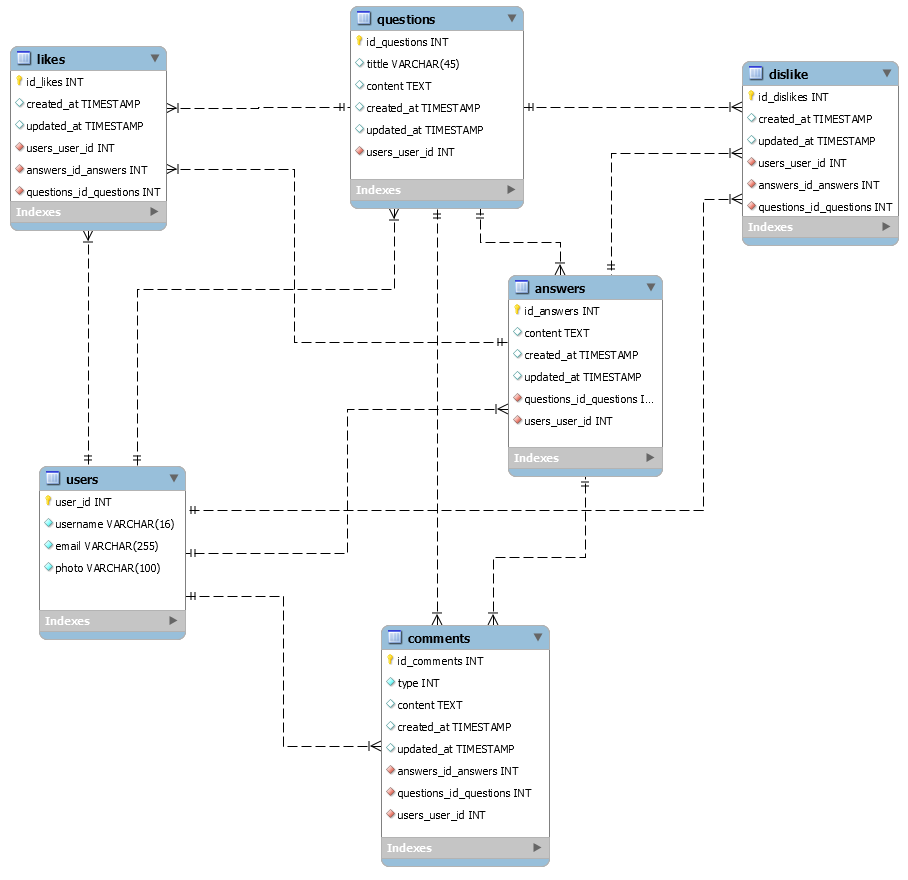 questions
id_questions INT
tittle VARCHAR(45)
content TEXT
created_at TIMESTAMP
updated_at TIMESTAMP
users_user_id INT
Indexes
likes
id_likes INT
created_at TIMESTAMP
updated_at TIMESTAMP
users_user_id INT
answers_id_answers INT
questions_id_questions INT
Indexes
dislike
id_dislikes INT
created_at TIMESTAMP
updated_at TIMESTAMP
users_user_id INT
answers_id_answers INT
questions_id_questions INT
Indexes
answers
id_answers INT
content TEXT
created_at TIMESTAMP
updated_at TIMESTAMP
questions_id_questions I...
users_user_id INT
Indexes
users
user_id INT
username VARCHAR(16)
email VARCHAR(255)
photo VARCHAR(100)
Indexes
comments
id_comments INT
type INT
content TEXT
created_at TIMESTAMP
updated_at TIMESTAMP
answers_id_answers INT
questions_id_questions INT
users_user_id INT
Indexes